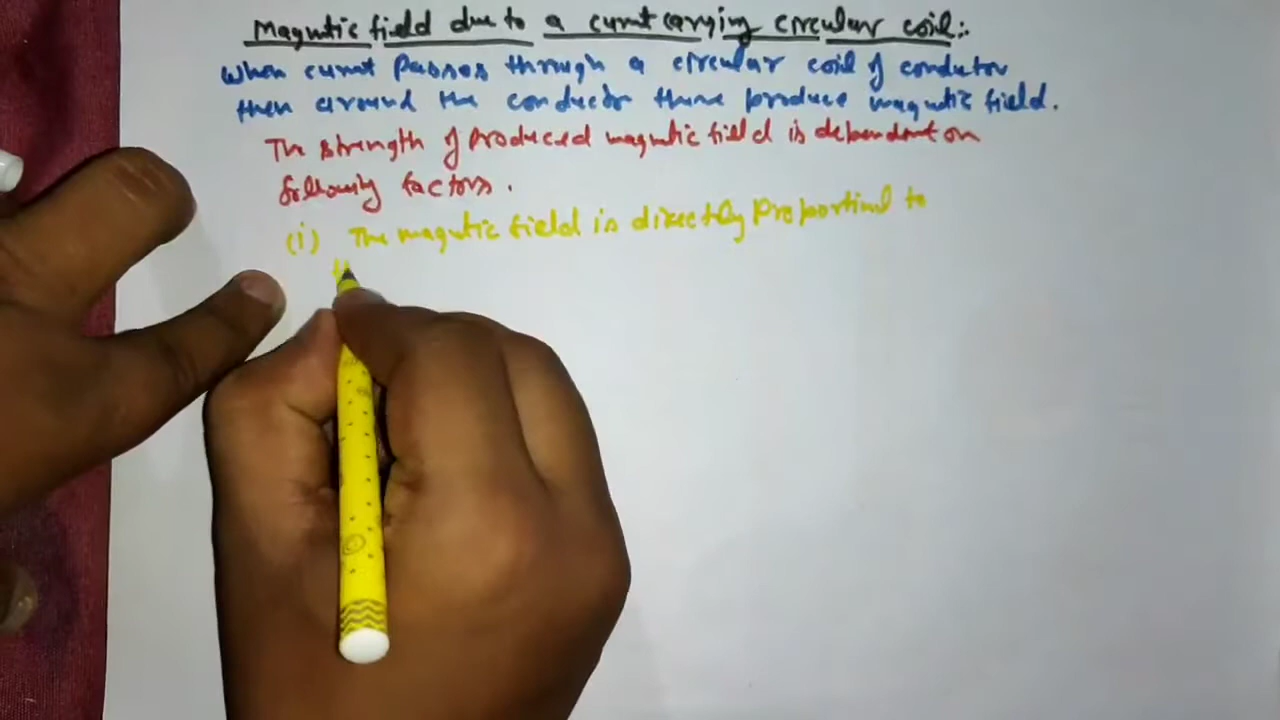 Magnetic field due to a current carrying circular coil:-
When current Passes through a circular coil of conductor
then around the conductor there produce magnetic field.
The strength of produced magnetic field is dependent on
following factors.
(i) The magnetic field is directly Proportional to